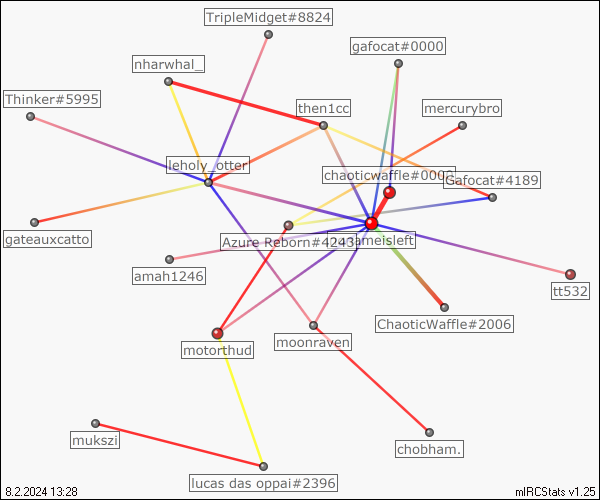 TripleMidget#8824
gafocat#0000
nharwhal_
Thinker#5995
then1cc
mercurybro
leholy_otter
chaoticwaffle#000
Gafocat#4189
gateauxcatto
Azure Reborn#4243
ameisleft
amah1246
tt532
ChaoticWaffle#2006
motorthud
moonraven
mukszi
chobham.
lucas das oppai#2396
8.2.2024 13:28
mIRCStats v1.25